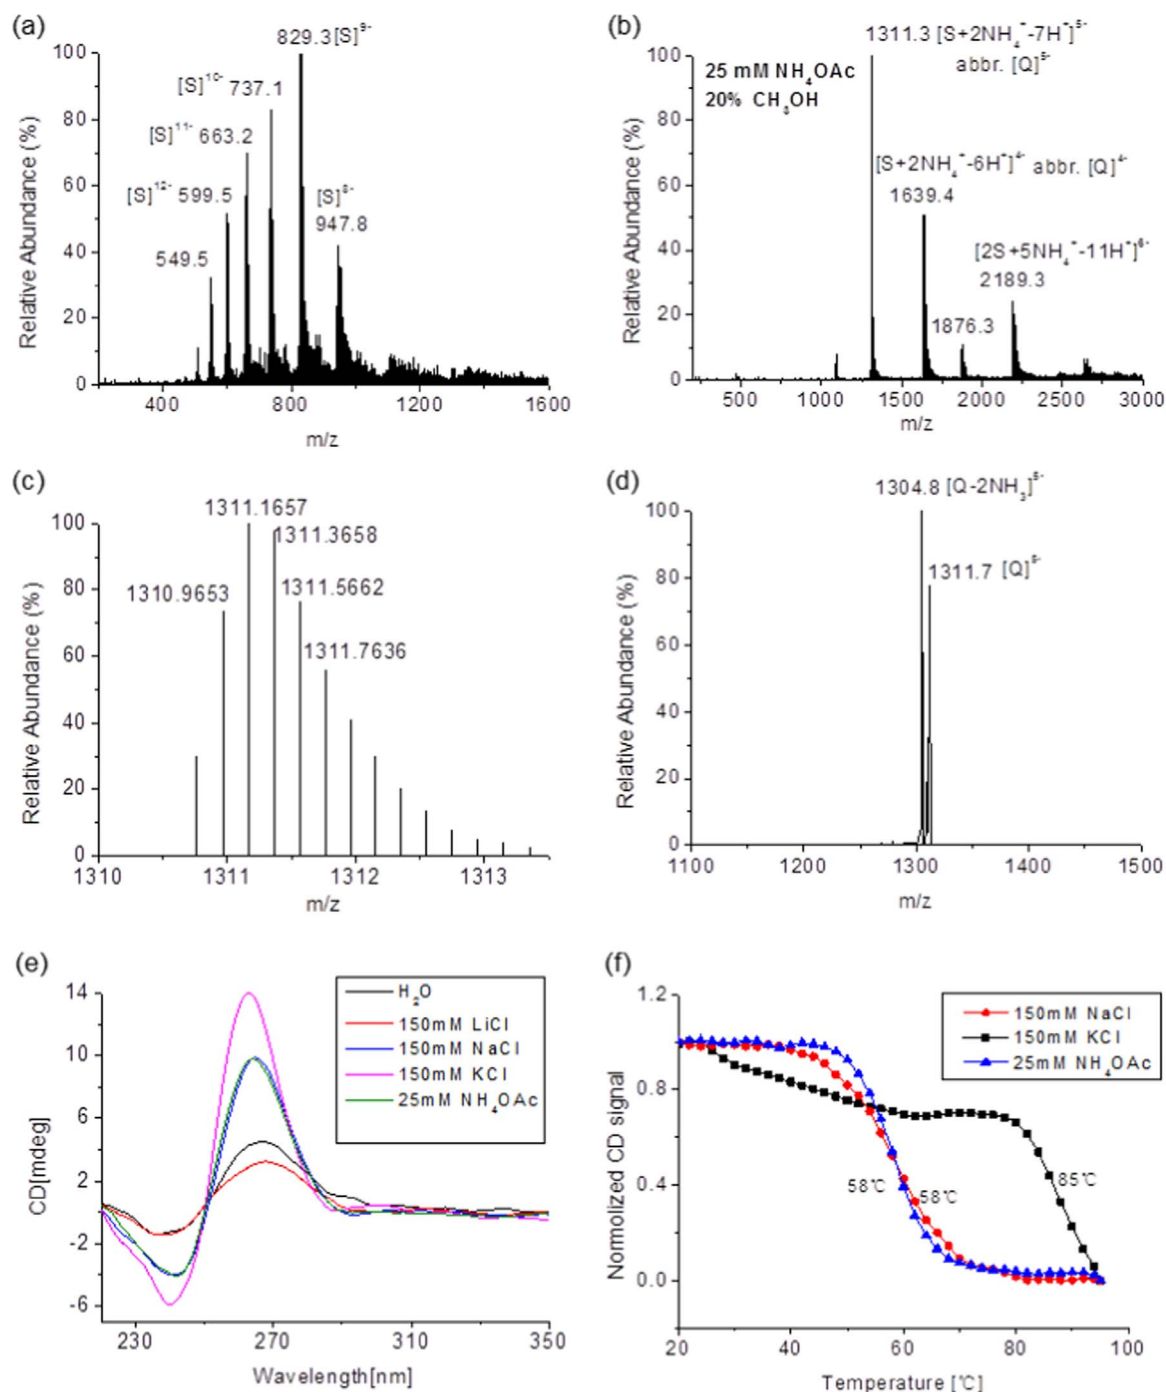 (a)
829.3 [S]9-
[S]10- 737.1
[S]11- 663.2
[S]12- 599.5
549.5
[S]8-
947.8
100
80
60
40
20
0
Relative Abundance (%)
400 800 1200 1600
m/z
(b)
1311.3 [S+2NH4+-7H+]5-
abbr. [Q]5-
25 mM NH4OAc
20% CH3OH
[S+2NH4+-6H+]4- abbr. [Q]4-
1639.4
[2S+5NH4+-11H+]6-
2189.3
1876.3
100
80
60
40
20
0
Relative Abundance (%)
500 1000 1500 2000 2500 3000
m/z
(c)
1311.1657
1311.3658
1310.9653
1311.5662
1311.7636
100
80
60
40
20
0
Relative Abundance (%)
1310 1311 1312 1313
m/z
(d)
1304.8 [Q-2NH3]5-
1311.7 [Q]5-
100
80
60
40
20
0
Relative Abundance (%)
1100 1200 1300 1400 1500
m/z
(e)
H2O
150mM LiCl
150mM NaCl
150mM KCl
25mM NH4OAc
14
10
6
2
-2
-6
CD[mdeg]
230 270 310 350
Wavelength[nm]
(f)
150mM NaCl
150mM KCl
25mM NH4OAc
1.2
0.8
0.4
0.0
Normolized CD signal
58℃
58℃
85℃
20 40 60 80 100
Temperature [℃]